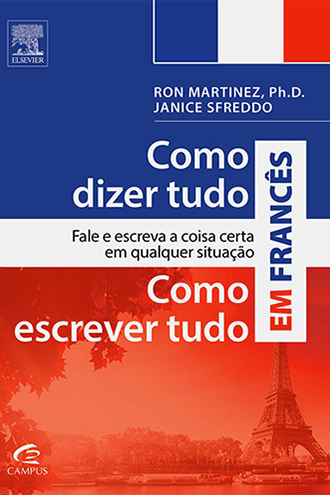 ELSEVIER
RON MARTINEZ, Ph.D.
JANICE SFREDDO
Como
dizer tudo
Fale e escreva a coisa certa
em qualquer situação
EM FRANCÊS
Como
escrever tudo
CAMPUS